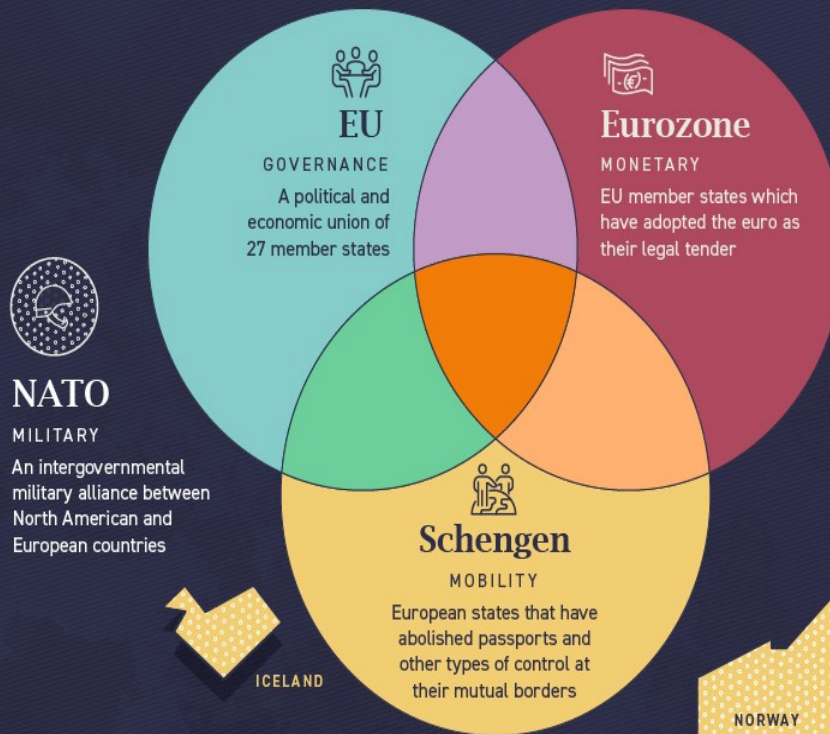 EU
GOVERNANCE
A political and
economic union of
27 member states
Eurozone
MONETARY
EU member states which
have adopted the euro as
their legal tender
NATO
MILITARY
An intergovernmental
military alliance between
North American and
European countries
Schengen
MOBILITY
European states that have
abolished passports and
other types of control at
their mutual borders
ICELAND
NORWAY